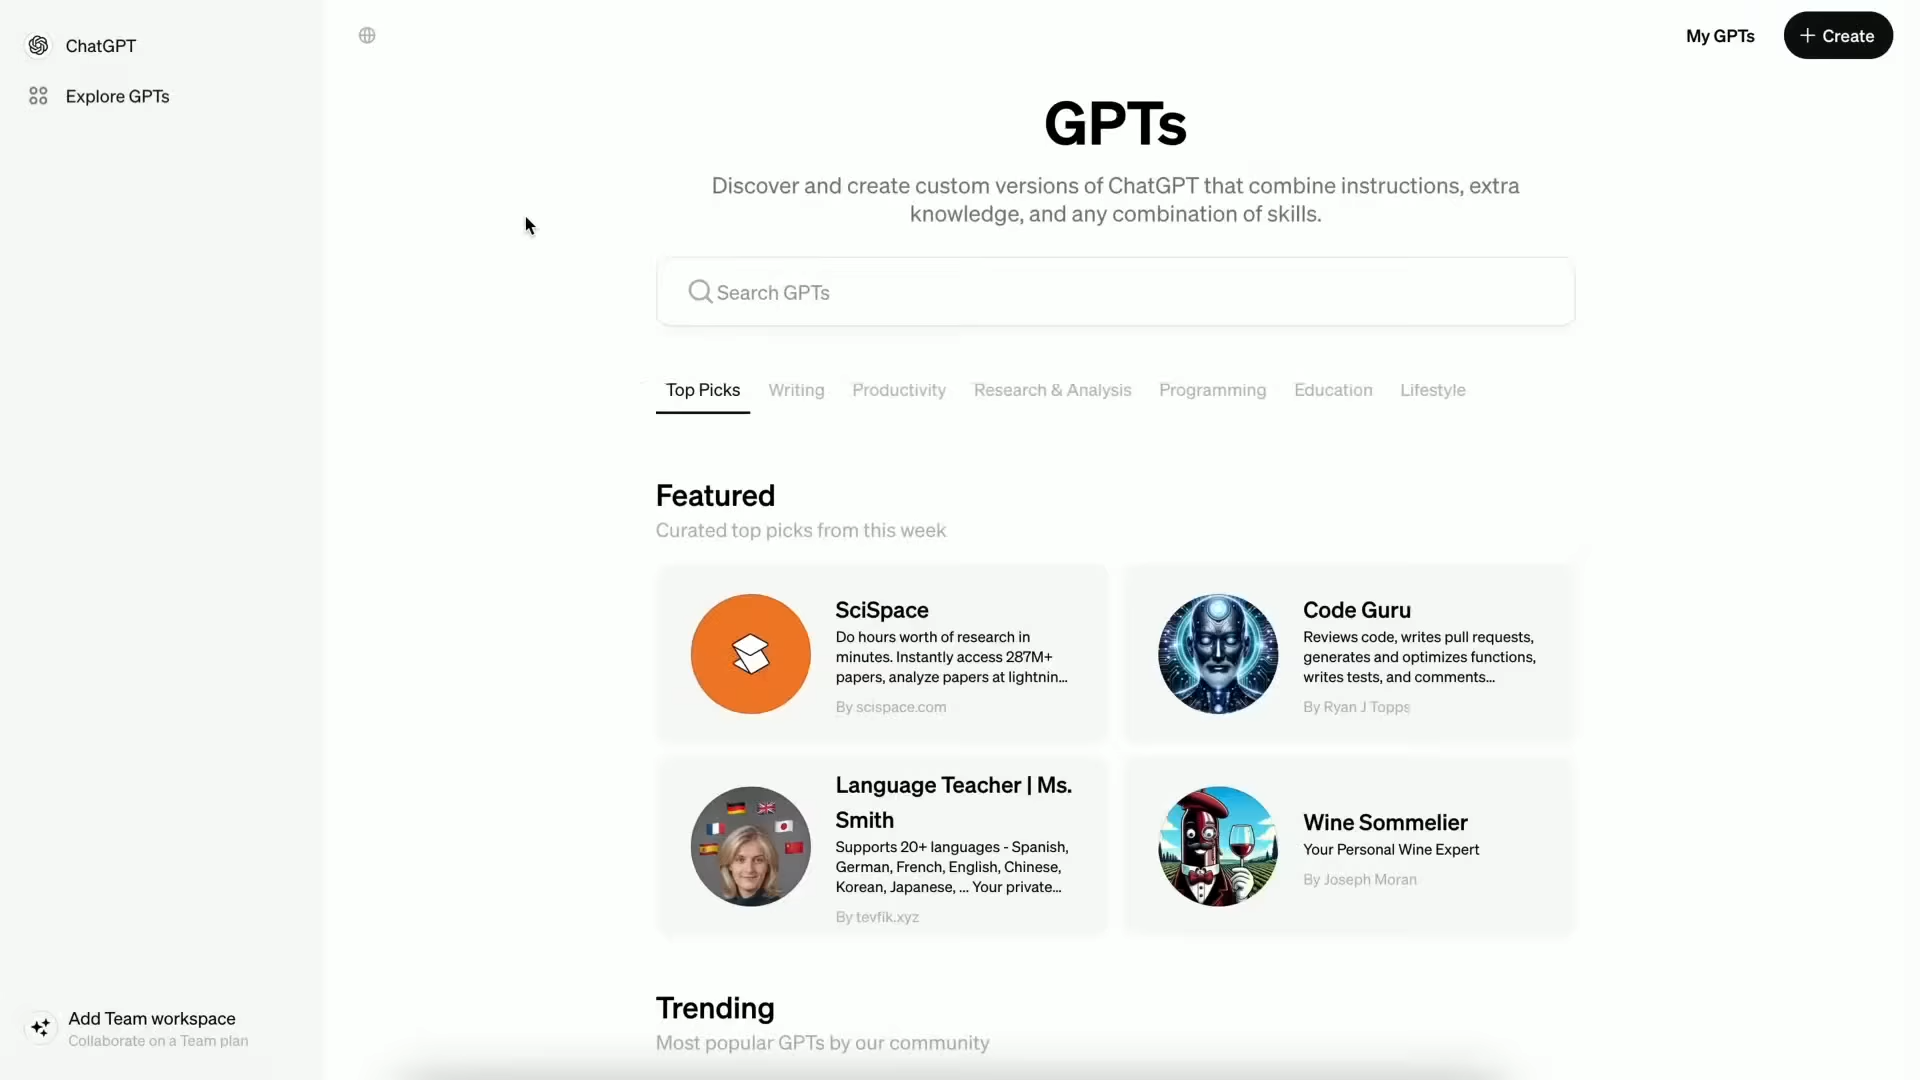 ChatGPT
Explore GPTs
My GPTs
Create
GPTs
Discover and create custom versions of ChatGPT that combine instructions, extra
knowledge, and any combination of skills.
Search GPTs
Top Picks
Writing
Productivity
Research & Analysis
Programming
Education
Lifestyle
Featured
Curated top picks from this week
SciSpace
Do hours worth of research in
minutes. Instantly access 287M+
papers, analyze papers at lightnin...
By scispace.com
Code Guru
Reviews code, writes pull requests,
generates and optimizes functions,
writes tests, and comments...
By Ryan J Topps
Language Teacher | Ms.
Smith
Supports 20+ languages - Spanish,
German, French, English, Chinese,
Korean, Japanese, ... Your private...
By tevfik.xyz
Wine Sommelier
Your Personal Wine Expert
By Joseph Moran
Trending
Most popular GPTs by our community
Add Team workspace
Collaborate on a Team plan